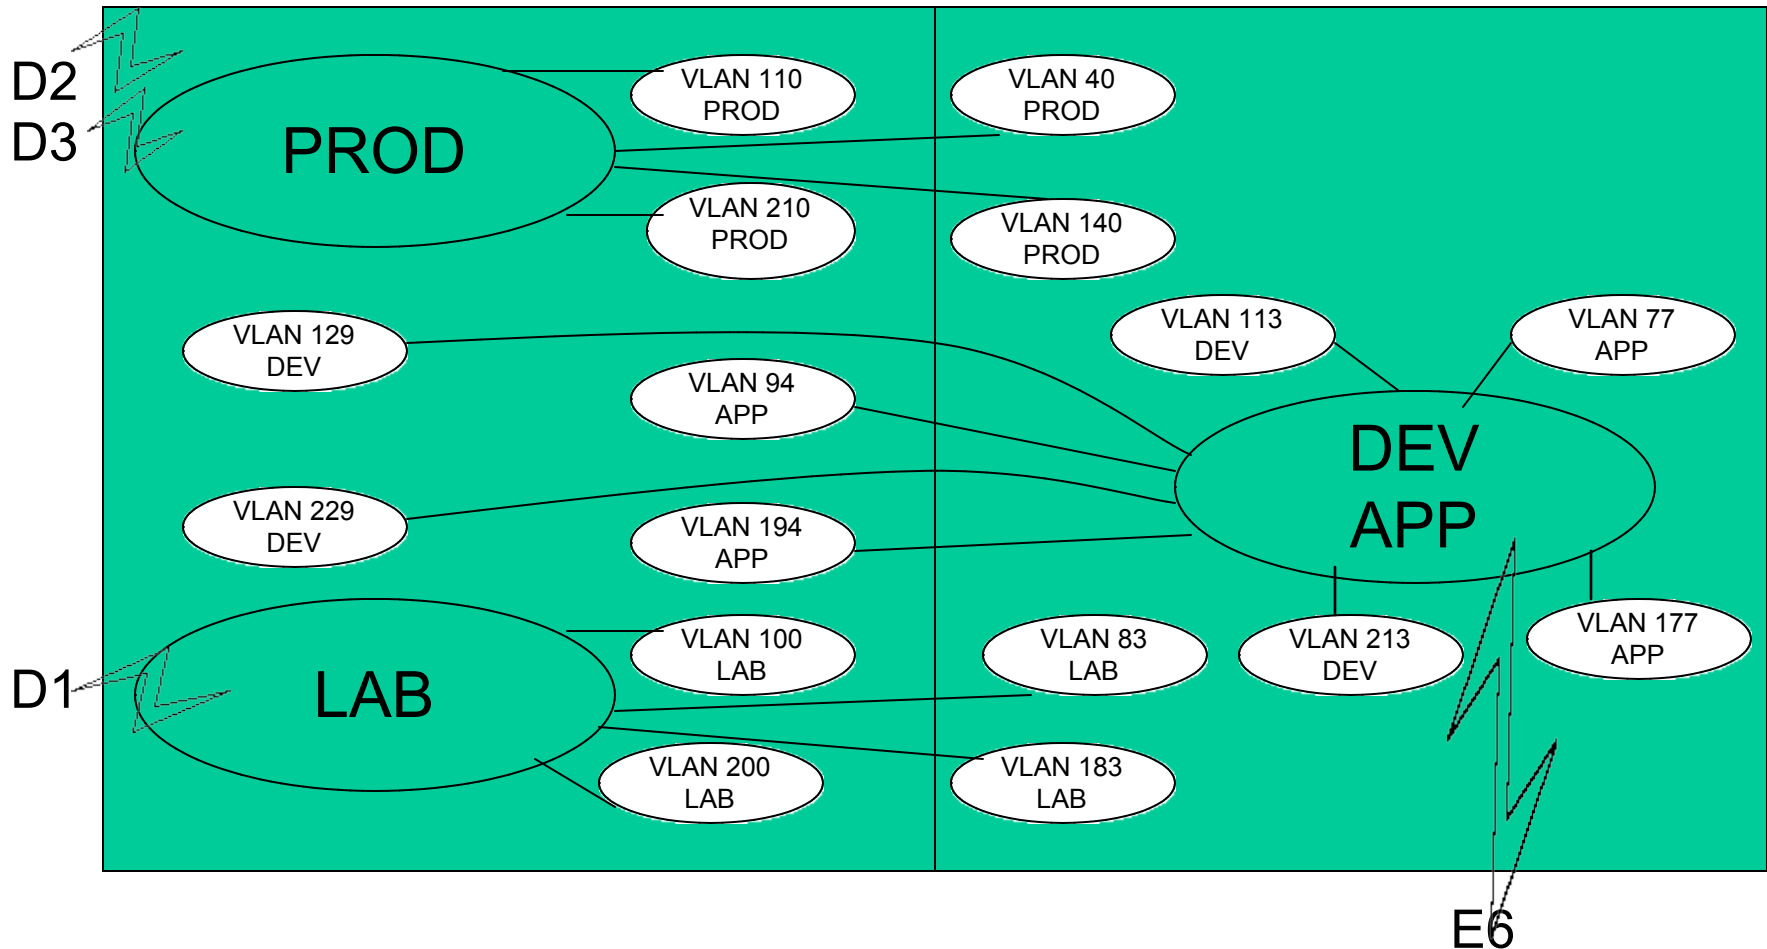 D2
D3
PROD
VLAN 110
PROD
VLAN 40
PROD
VLAN 210
PROD
VLAN 140
PROD
VLAN 129
DEV
VLAN 94
APP
VLAN 113
DEV
VLAN 77
APP
DEV
APP
VLAN 229
DEV
VLAN 194
APP
D1
LAB
VLAN 100
LAB
VLAN 83
LAB
VLAN 213
DEV
VLAN 177
APP
VLAN 200
LAB
VLAN 183
LAB
E6